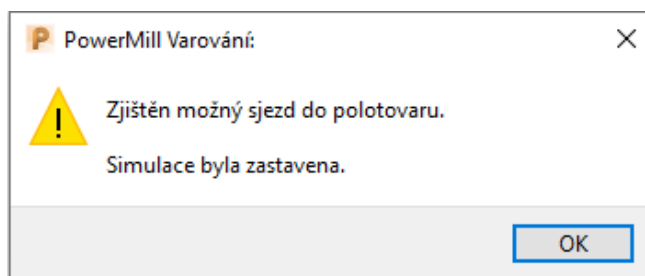 PowerMill Varování:
Zjištěn možný sjezd do polotovaru.
Simulace byla zastavena.
OK